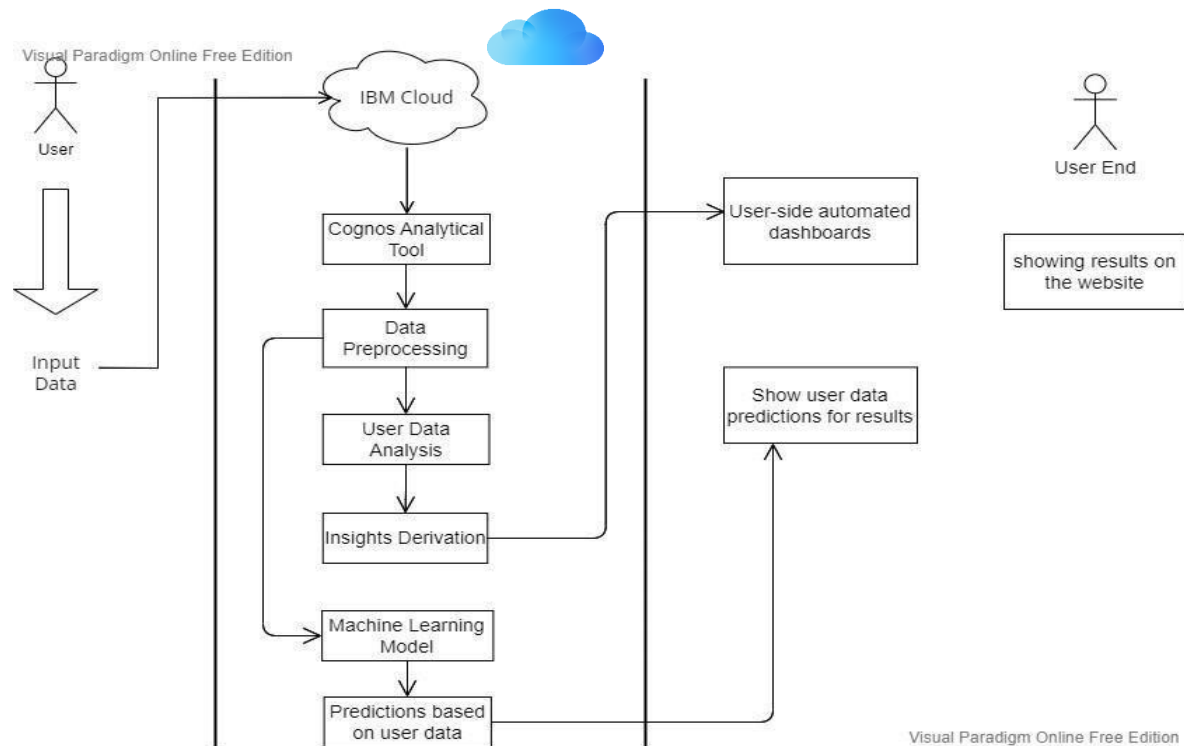 Visual Paradigm Online Free Edition
User
Input
Data
IBM Cloud
Cognos Analytical
Tool
Data
Preprocessing
User Data
Analysis
Insights Derivation
Machine Learning
Model
Predictions based
on user data
User-side automated
dashboards
Show user data
predictions for results
User End
showing results on
the website
Visual Paradigm Online Free Edition